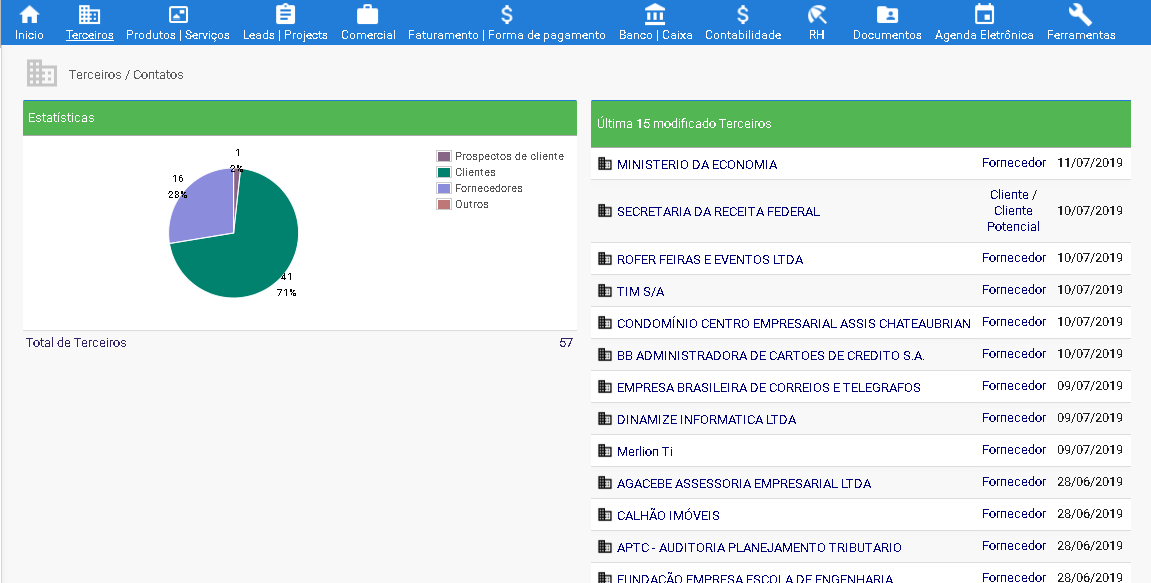 Inicio Terceiros Produtos | Serviços Leads | Projects Comercial Faturamento | Forma de pagamento Banco | Caixa Contabilidade RH Documentos Agenda Eletrônica Ferramentas
Terceiros / Contatos
Estatísticas
1
2%
16
28%
41
71%
Prospectos de cliente
Clientes
Fornecedores
Outros
Total de Terceiros 57
Última 15 modificado Terceiros
MINISTERIO DA ECONOMIA Fornecedor 11/07/2019
SECRETARIA DA RECEITA FEDERAL Cliente / Cliente Potencial 10/07/2019
ROFER FEIRAS E EVENTOS LTDA Fornecedor 10/07/2019
TIM S/A Fornecedor 10/07/2019
CONDOMÍNIO CENTRO EMPRESARIAL ASSIS CHATEAUBRIAN Fornecedor 10/07/2019
BB ADMINISTRADORA DE CARTOES DE CREDITO S.A. Fornecedor 10/07/2019
EMPRESA BRASILEIRA DE CORREIOS E TELEGRAFOS Fornecedor 09/07/2019
DINAMIZE INFORMATICA LTDA Fornecedor 09/07/2019
Merlion Ti Fornecedor 09/07/2019
AGACEBE ASSESSORIA EMPRESARIAL LTDA Fornecedor 28/06/2019
CALHÃO IMÓVEIS Fornecedor 28/06/2019
APTC - AUDITORIA PLANEJAMENTO TRIBUTARIO Fornecedor 28/06/2019
FUNDAÇÃO EMPRESA ESCOLA DE ENGENHARIA Fornecedor 28/06/2019